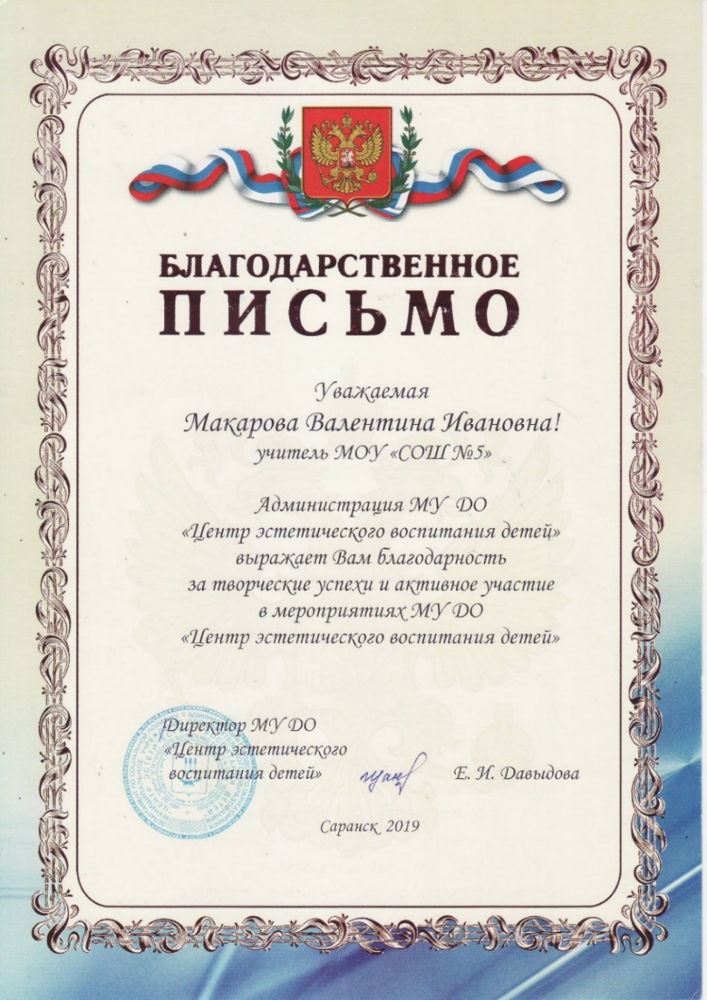 БЛАГОДАРСТВЕННОЕ
ПИСЬМО
Уважаемая
Макарова Валентина Ивановна!
учитель МОУ «СОШ №5»
Администрация МУ ДО
«Центр эстетического воспитания детей»
выражает Вам благодарность
за творческие успехи и активное участие
в мероприятиях МУ ДО
«Центр эстетического воспитания детей»
Директор МУ ДО
«Центр эстетического
воспитания детей»
Е. И. Давыдова
Саранск 2019